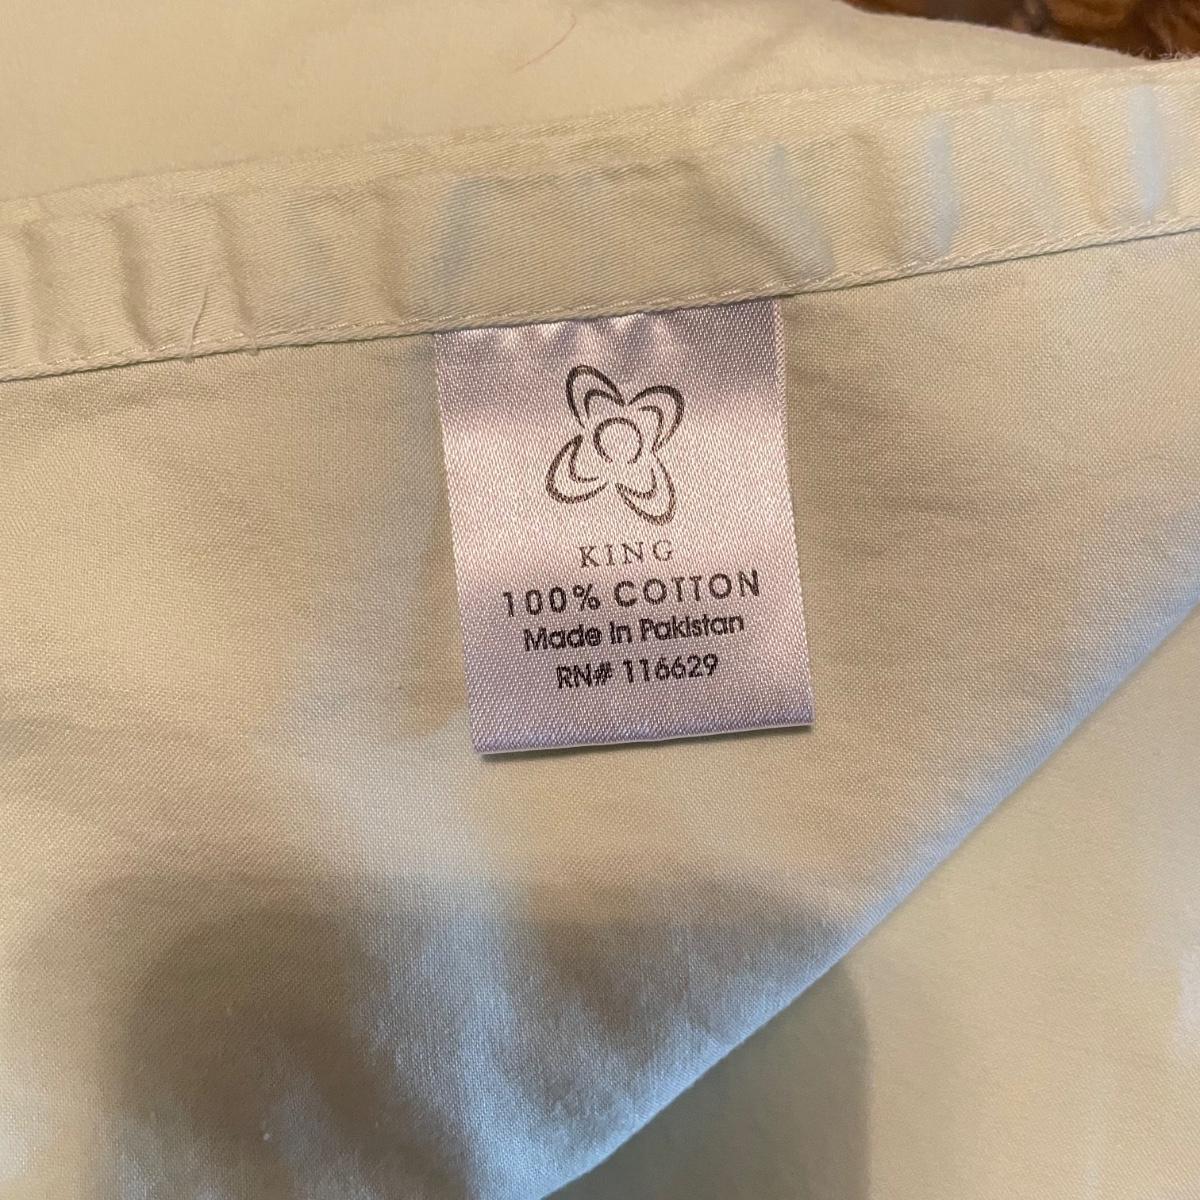 KING
100% COTTON
Made In Pakistan
RN# 116629